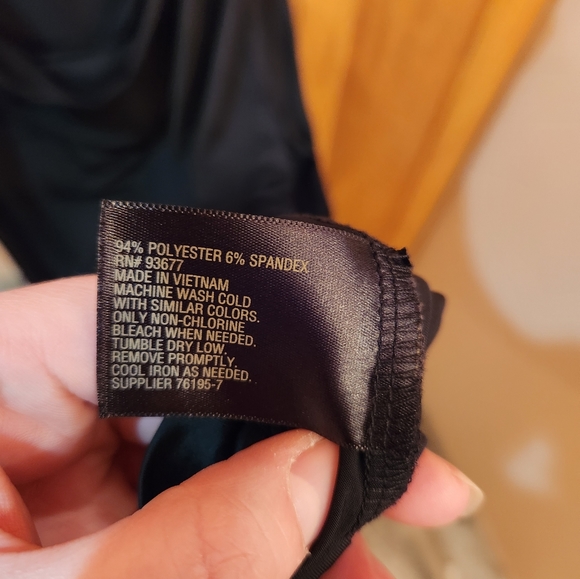 94% POLYESTER 6% SPANDEX
RN# 93677
MADE IN VIETNAM
MACHINE WASH COLD
WITH SIMILAR COLORS.
ONLY NON-CHLORINE
BLEACH WHEN NEEDED.
TUMBLE DRY LOW.
REMOVE PROMPTLY.
COOL IRON AS NEEDED.
SUPPLIER 76195-7